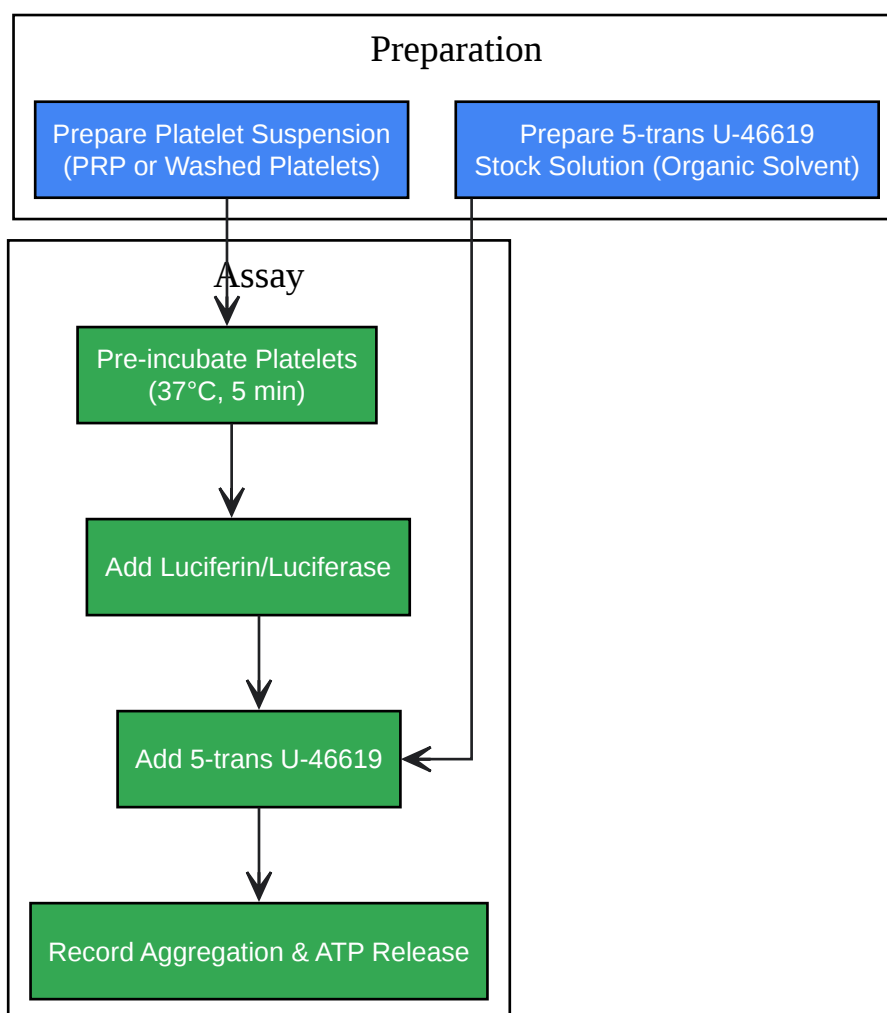 Preparation
Prepare Platelet Suspension
(PRP or Washed Platelets)
Prepare 5-trans U-46619
Stock Solution (Organic Solvent)
Assay
Pre-incubate Platelets
(37°C, 5 min)
Add Luciferin/Luciferase
Add 5-trans U-46619
Record Aggregation & ATP Release